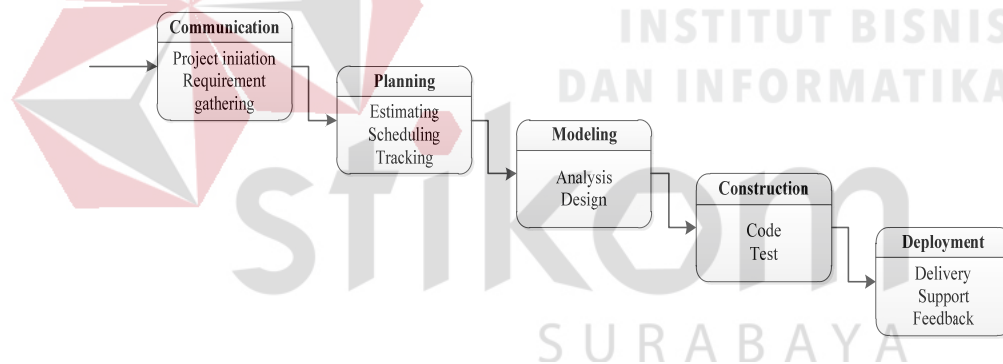 INSTITUT BISNIS
DAN INFORMATIKA
stikom
SURABAYA
Communication
Project iniiation
Requirement
gathering
Planning
Estimating
Scheduling
Tracking
Modeling
Analysis
Design
Construction
Code
Test
Deployment
Delivery
Support
Feedback